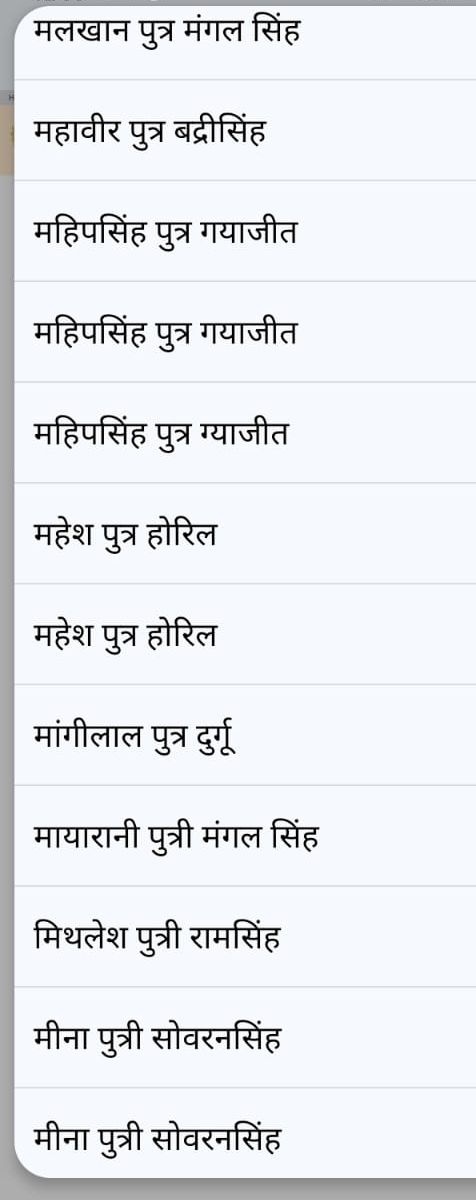 मलखान पुत्र मंगल सिंह
महावीर पुत्र बद्रीसिंह
महिपसिंह पुत्र गयाजीत
महिपसिंह पुत्र गयाजीत
महिपसिंह पुत्र ग्याजीत
महेश पुत्र होरिल
महेश पुत्र होरिल
मांगीलाल पुत्र दुर्गू
मायारानी पुत्री मंगल सिंह
मिथलेश पुत्री रामसिंह
मीना पुत्री सोवरनसिंह
मीना पुत्री सोवरनसिंह